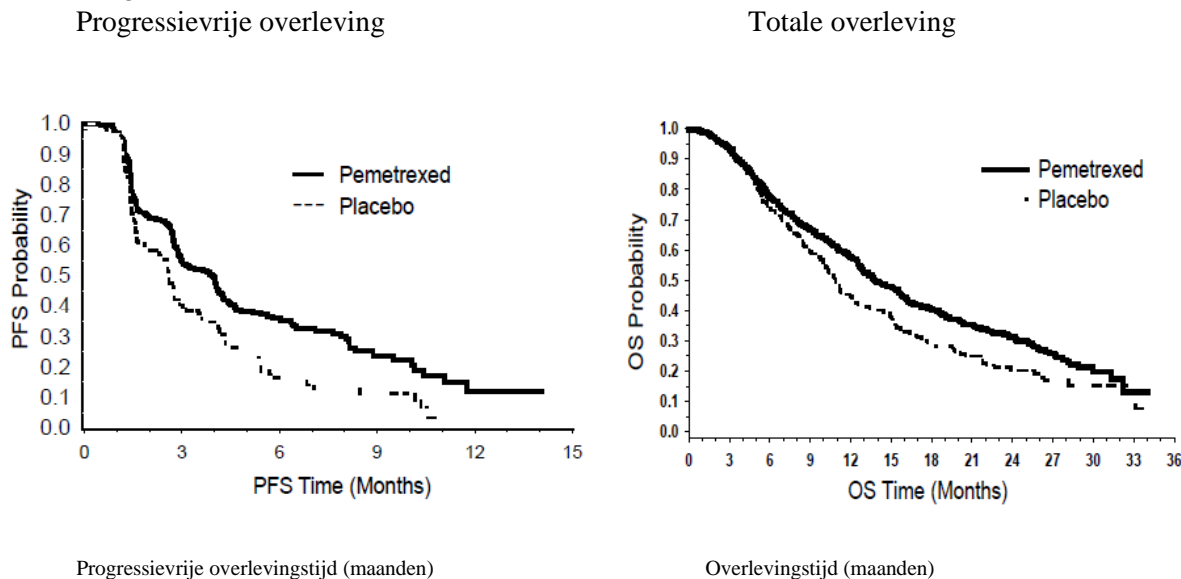 Progressievrije overleving
Totale overleving
PFS Probability
1.0
0.9
0.8
0.7
0.6
0.5
0.4
0.3
0.2
0.1
0.0
Pemetrexed
Placebo
0 3 6 9 12 15
PFS Time (Months)
OS Probability
1.0
0.9
0.8
0.7
0.6
0.5
0.4
0.3
0.2
0.1
0.0
Pemetrexed
Placebo
0 3 6 9 12 15 18 21 24 27 30 33 36
OS Time (Months)
Progressievrije overlevingstijd (maanden)
Overlevingstijd (maanden)